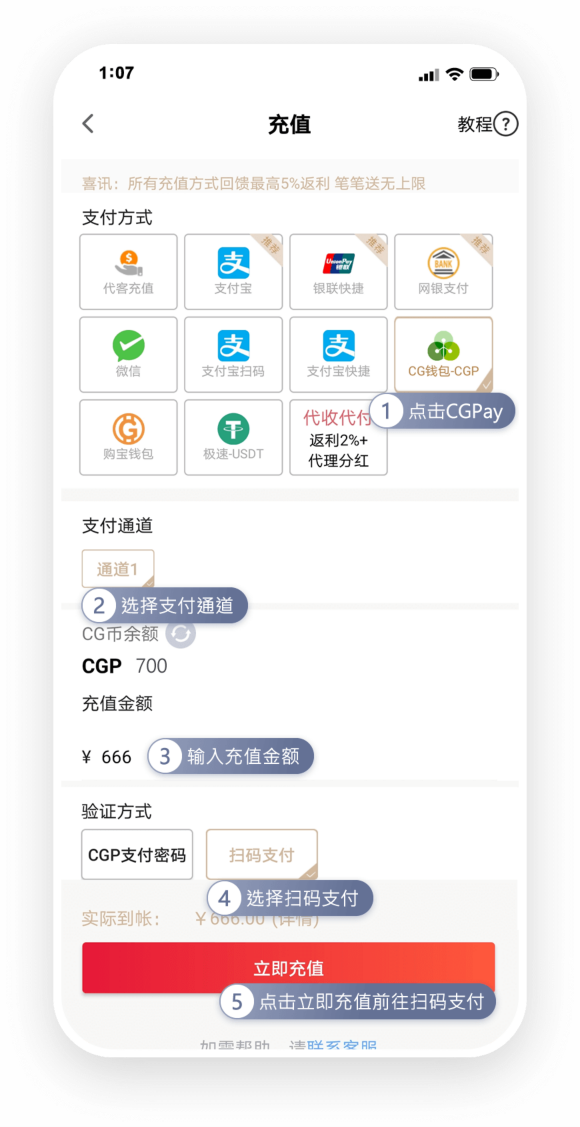 1:07
充值
教程?
喜讯：所有充值方式回馈最高5%返利 笔笔送无上限
支付方式
代客充值
推荐
支付宝
推荐
UnionPay
银联
银联快捷
推荐
BANK
网银支付
微信
支付宝扫码
支付宝快捷
CG钱包-CGP
1 点击CGPay
购宝钱包
极速-USDT
代收代付
返利2%+
代理分红
支付通道
通道1
2 选择支付通道
CG币余额
CGP 700
充值金额
¥ 666
3 输入充值金额
验证方式
CGP支付密码
扫码支付
4 选择扫码支付
实际到帐： ¥666.00 (详情)
立即充值
5 点击立即充值前往扫码支付
如需帮助，请联系客服